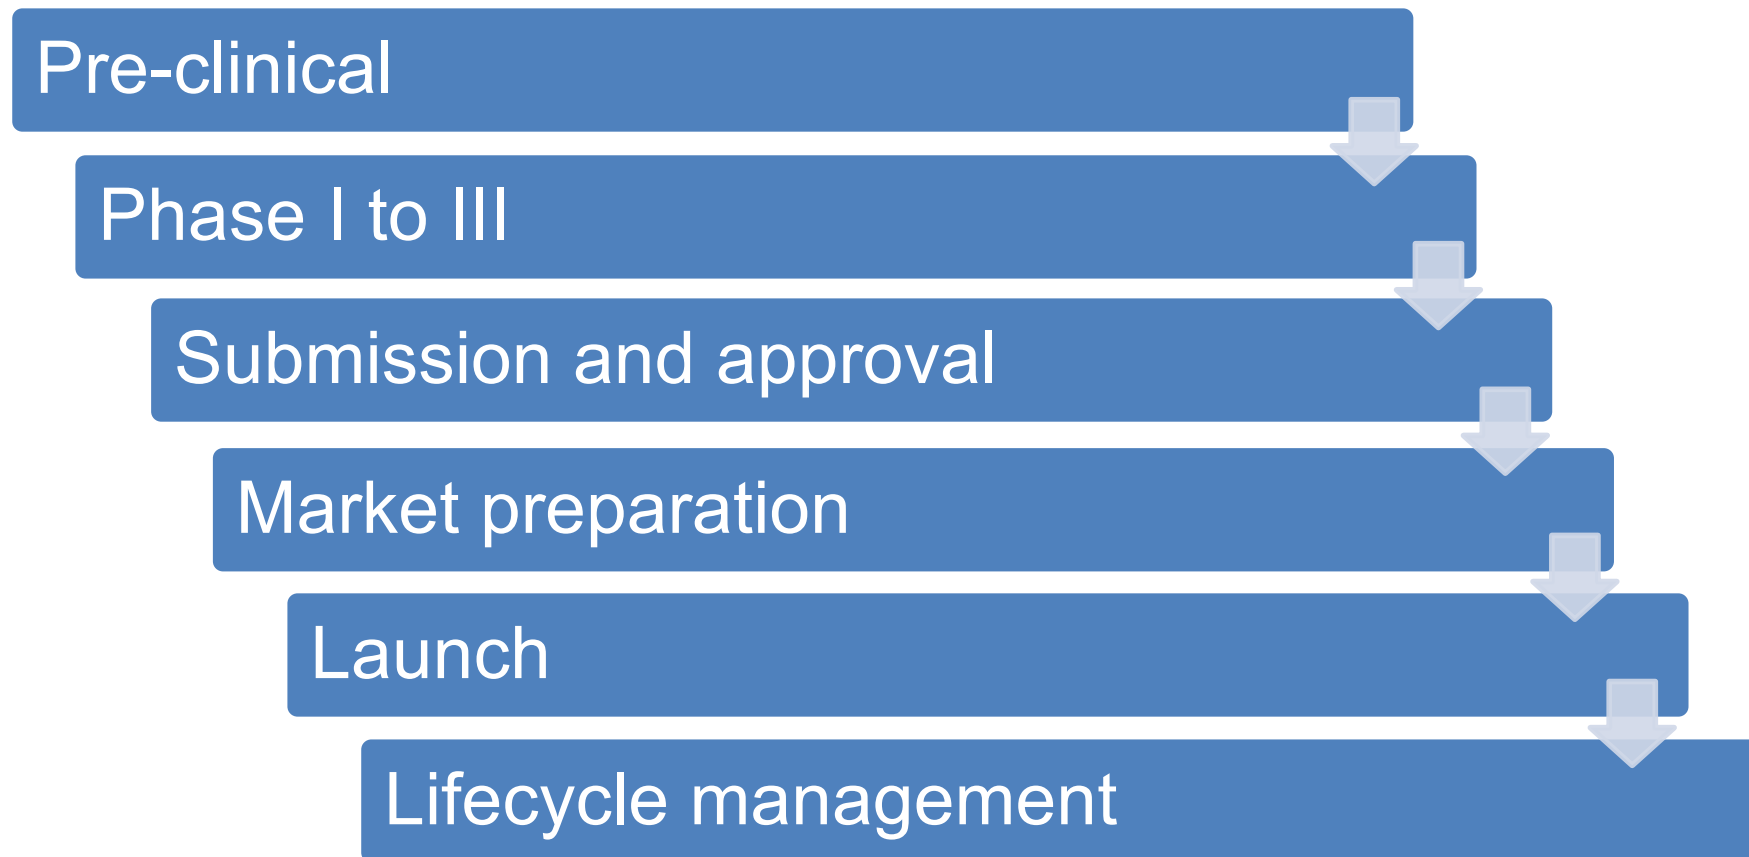 Pre-clinical
Phase I to III
Submission and approval
Market preparation
Launch
Lifecycle management